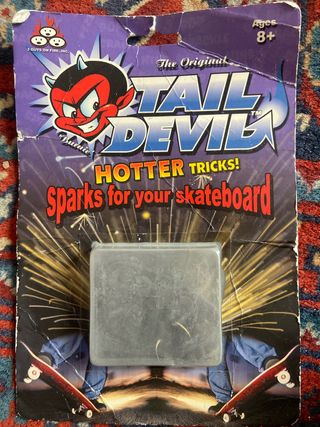 3 GUYS ON FIRE, INC.
Ages
8+
The Original
TAIL
DEVIL
HOTTER TRICKS!
sparks for your skateboard